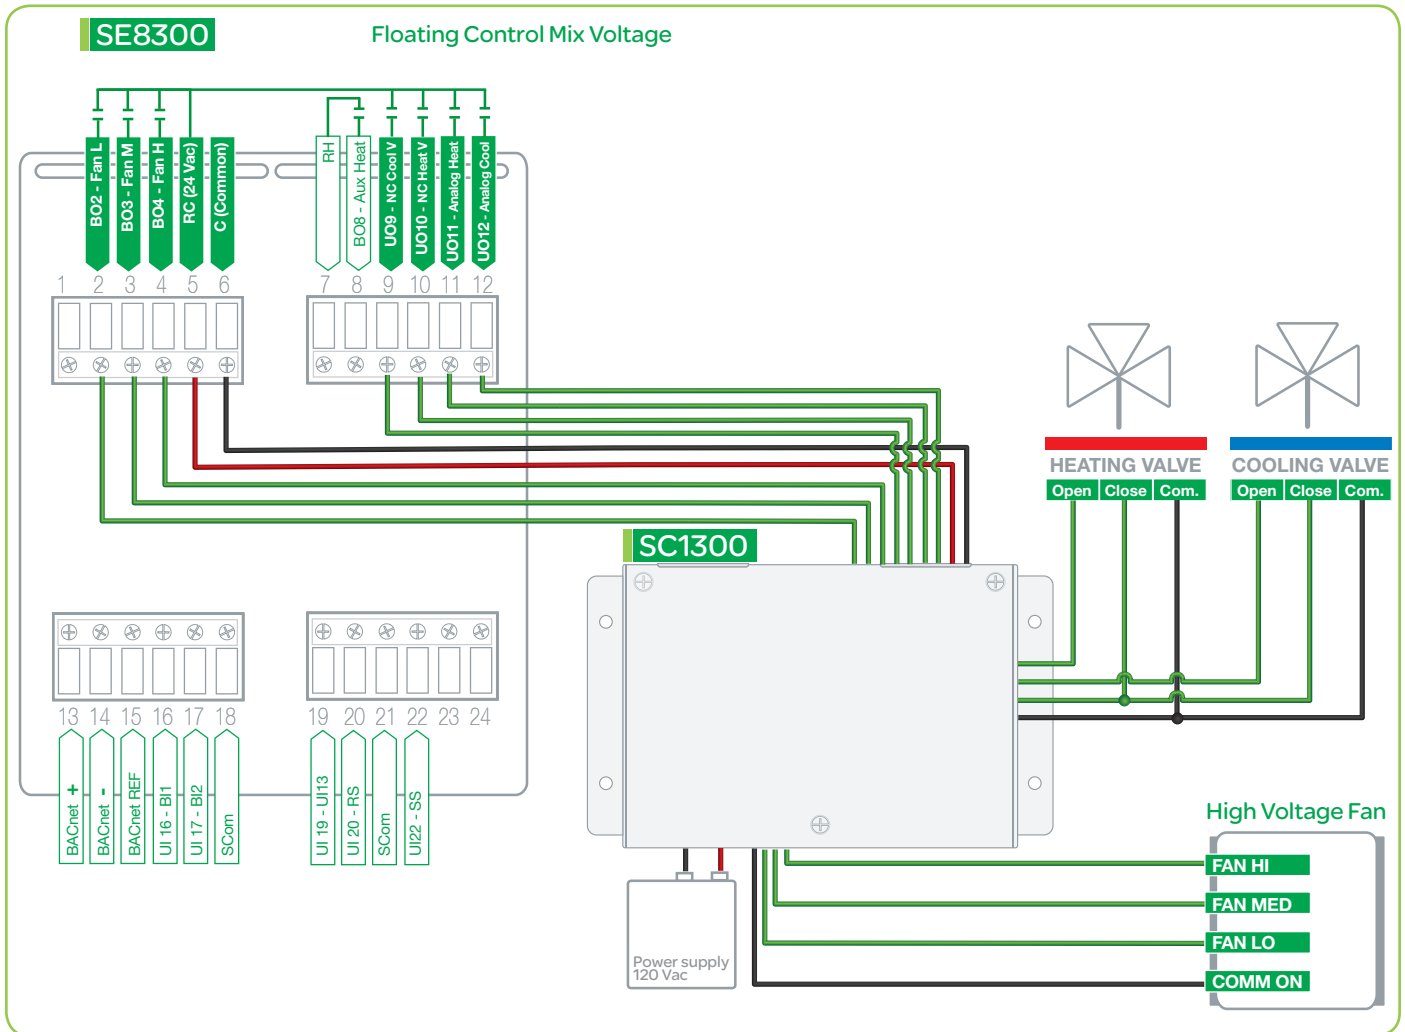 SE8300
Floating Control Mix Voltage
BO2 - Fan L
BO3 - Fan M
BO4 - Fan H
RC (24 Vac)
C (Common)
RH
BO8 - Aux Heat
UO9 - NC Cool V
UO10 - NC Heat V
UO11 - Analog Heat
UO12 - Analog Cool
1 2 3 4 5 6
7 8 9 10 11 12
HEATING VALVE
Open Close Com.
COOLING VALVE
Open Close Com.
SC1300
13 14 15 16 17 18
19 20 21 22 23 24
BACnet +
BACnet -
BACnet REF
UI 16 - BI1
UI 17 - BI2
SCom
UI 19 - UI13
UI 20 - RS
SCom
UI22 - SS
High Voltage Fan
FAN HI
FAN MED
FAN LO
COMM ON
Power supply
120 Vac